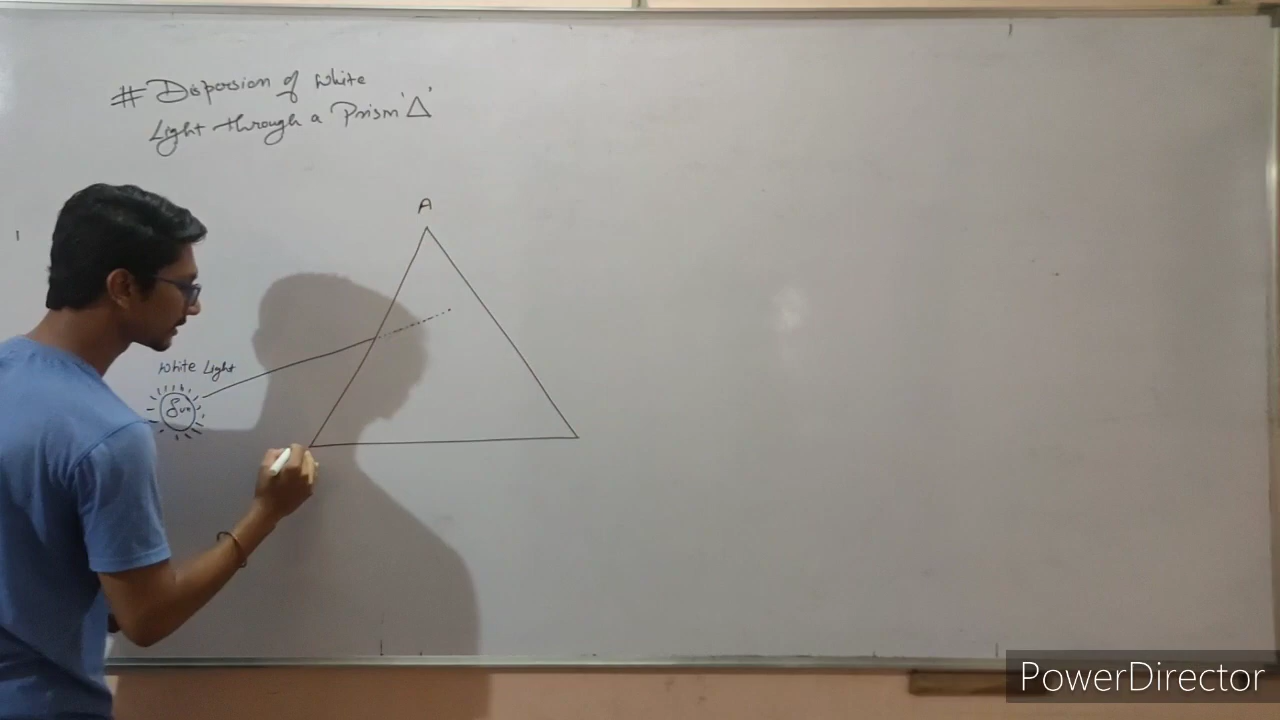 # Dispersion of White
Light through a Prism 'Δ'
A
White Light
Sun
PowerDirector